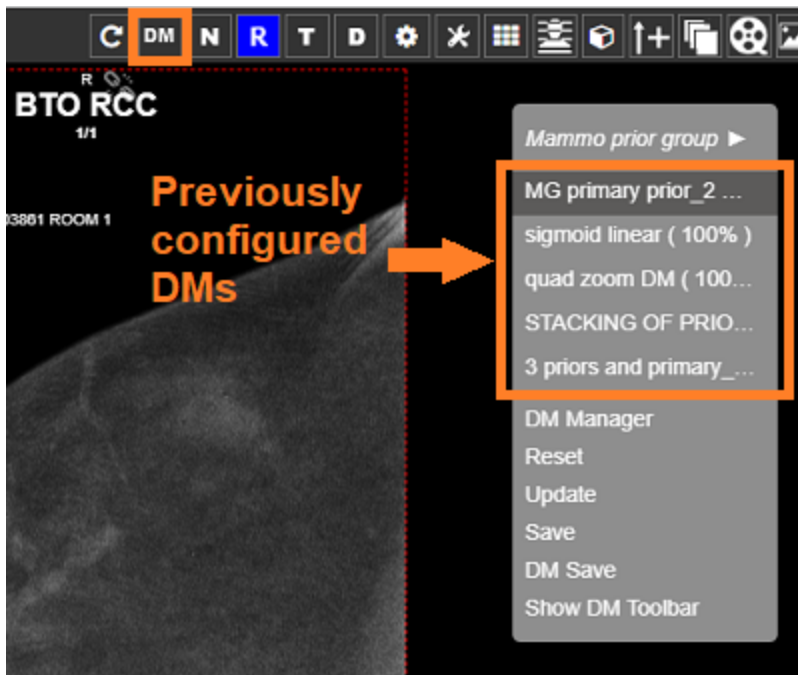 DM N R T D
R
BTO RCC
1/1
03861 ROOM 1
Previously
configured
DMs
Mammo prior group ►
MG primary prior_2 ...
sigmoid linear ( 100% )
quad zoom DM ( 100...
STACKING OF PRIO...
3 priors and primary_...
DM Manager
Reset
Update
Save
DM Save
Show DM Toolbar